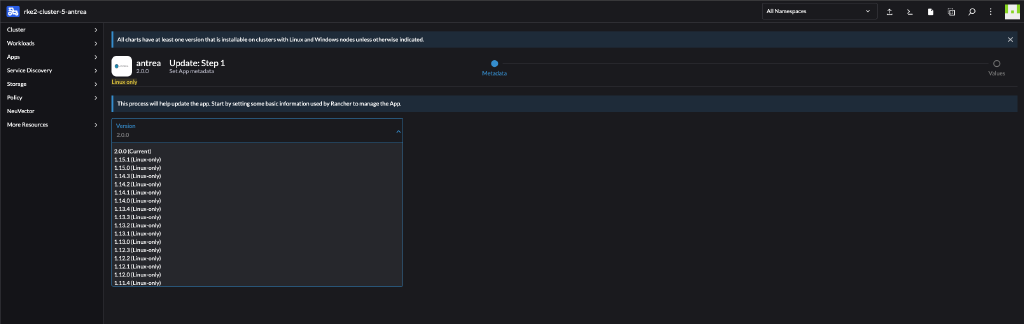 rke2-cluster-5-antrea
All Namespaces
Cluster
Workloads
Apps
Service Discovery
Storage
Policy
NeuVector
More Resources
All charts have at least one version that is installable on clusters with Linux and Windows nodes unless otherwise indicated.
antrea
2.0.0
Linux only
Update: Step 1
Set App metadata
Metadata
Values
This process will help update the app. Start by setting some basic information used by Rancher to manage the App.
Version
2.0.0
2.0.0 (Current)
1.15.1 (Linux-only)
1.15.0 (Linux-only)
1.14.3 (Linux-only)
1.14.2 (Linux-only)
1.14.1 (Linux-only)
1.14.0 (Linux-only)
1.13.4 (Linux-only)
1.13.3 (Linux-only)
1.13.2 (Linux-only)
1.13.1 (Linux-only)
1.13.0 (Linux-only)
1.12.3 (Linux-only)
1.12.2 (Linux-only)
1.12.1 (Linux-only)
1.12.0 (Linux-only)
1.11.4 (Linux-only)